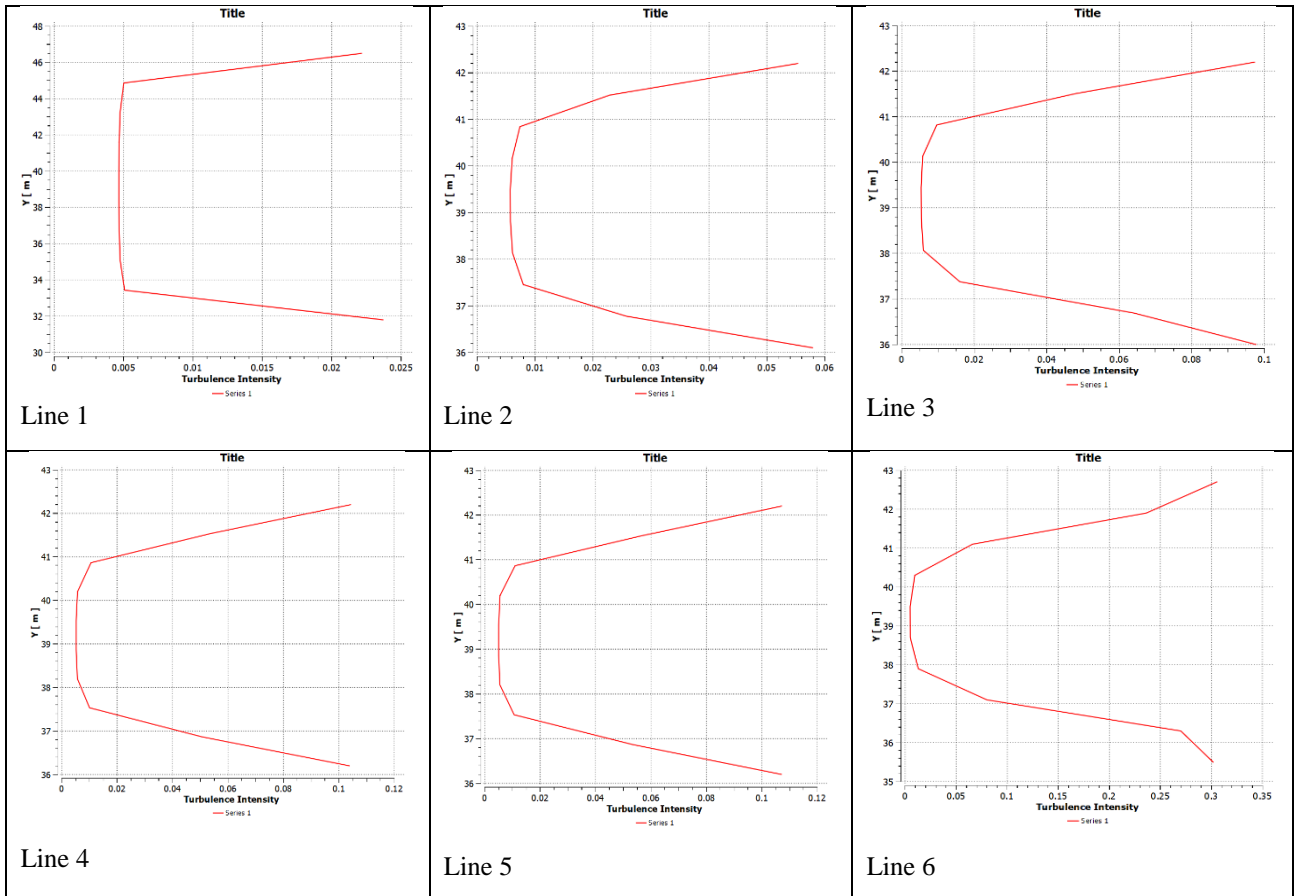 Title
48
46
44
42
40
38
36
34
32
30
Y [ m ]
0 0.005 0.01 0.015 0.02 0.025
Turbulence Intensity
Series 1
Line 1
Title
43
42
41
40
39
38
37
36
Y [ m ]
0 0.01 0.02 0.03 0.04 0.05 0.06
Turbulence Intensity
Series 1
Line 2
Title
43
42
41
40
39
38
37
36
Y [ m ]
0 0.02 0.04 0.06 0.08 0.1
Turbulence Intensity
Series 1
Line 3
Title
43
42
41
40
39
38
37
36
Y [ m ]
0 0.02 0.04 0.06 0.08 0.1 0.12
Turbulence Intensity
Series 1
Line 4
Title
43
42
41
40
39
38
37
36
Y [ m ]
0 0.02 0.04 0.06 0.08 0.1 0.12
Turbulence Intensity
Series 1
Line 5
Title
43
42
41
40
39
38
37
36
35
Y [ m ]
0 0.05 0.1 0.15 0.2 0.25 0.3 0.35
Turbulence Intensity
Series 1
Line 6